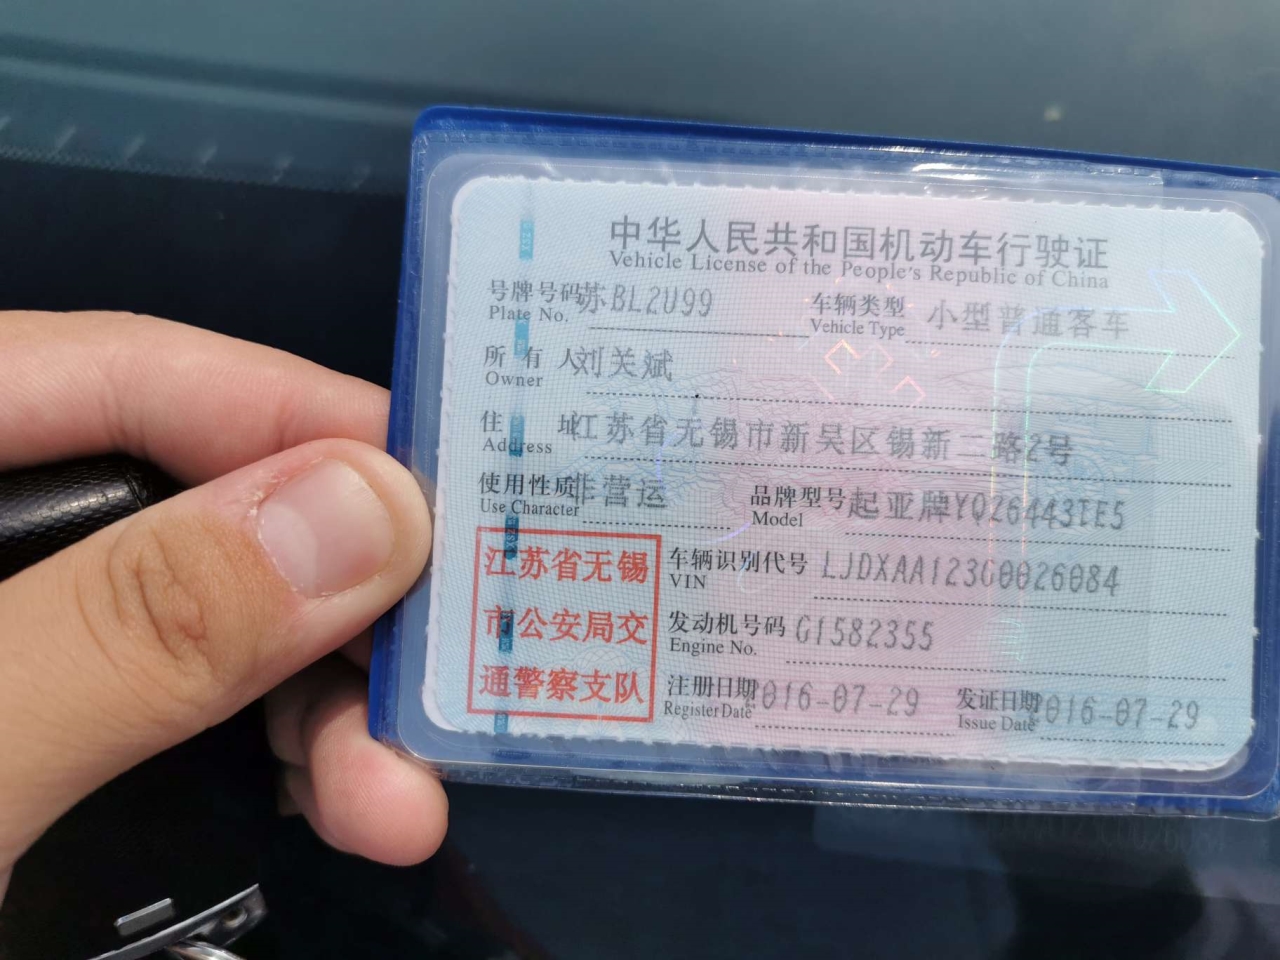 中华人民共和国机动车行驶证
Vehicle License of the People's Republic of China
号牌号码 苏BL2U99 车辆类型 小型普通客车
Plate No. Vehicle Type
所有人 刘关斌
Owner
住址 江苏省无锡市新吴区锡新二路2号
Address
使用性质 非营运 品牌型号 起亚牌YQZ6443IE5
Use Character Model
江苏省无锡
市公安局交
通警察支队
车辆识别代号 LJDXAA123G0026084
VIN
发动机号码 G1582355
Engine No.
注册日期 2016-07-29 发证日期 2016-07-29
Register Date Issue Date